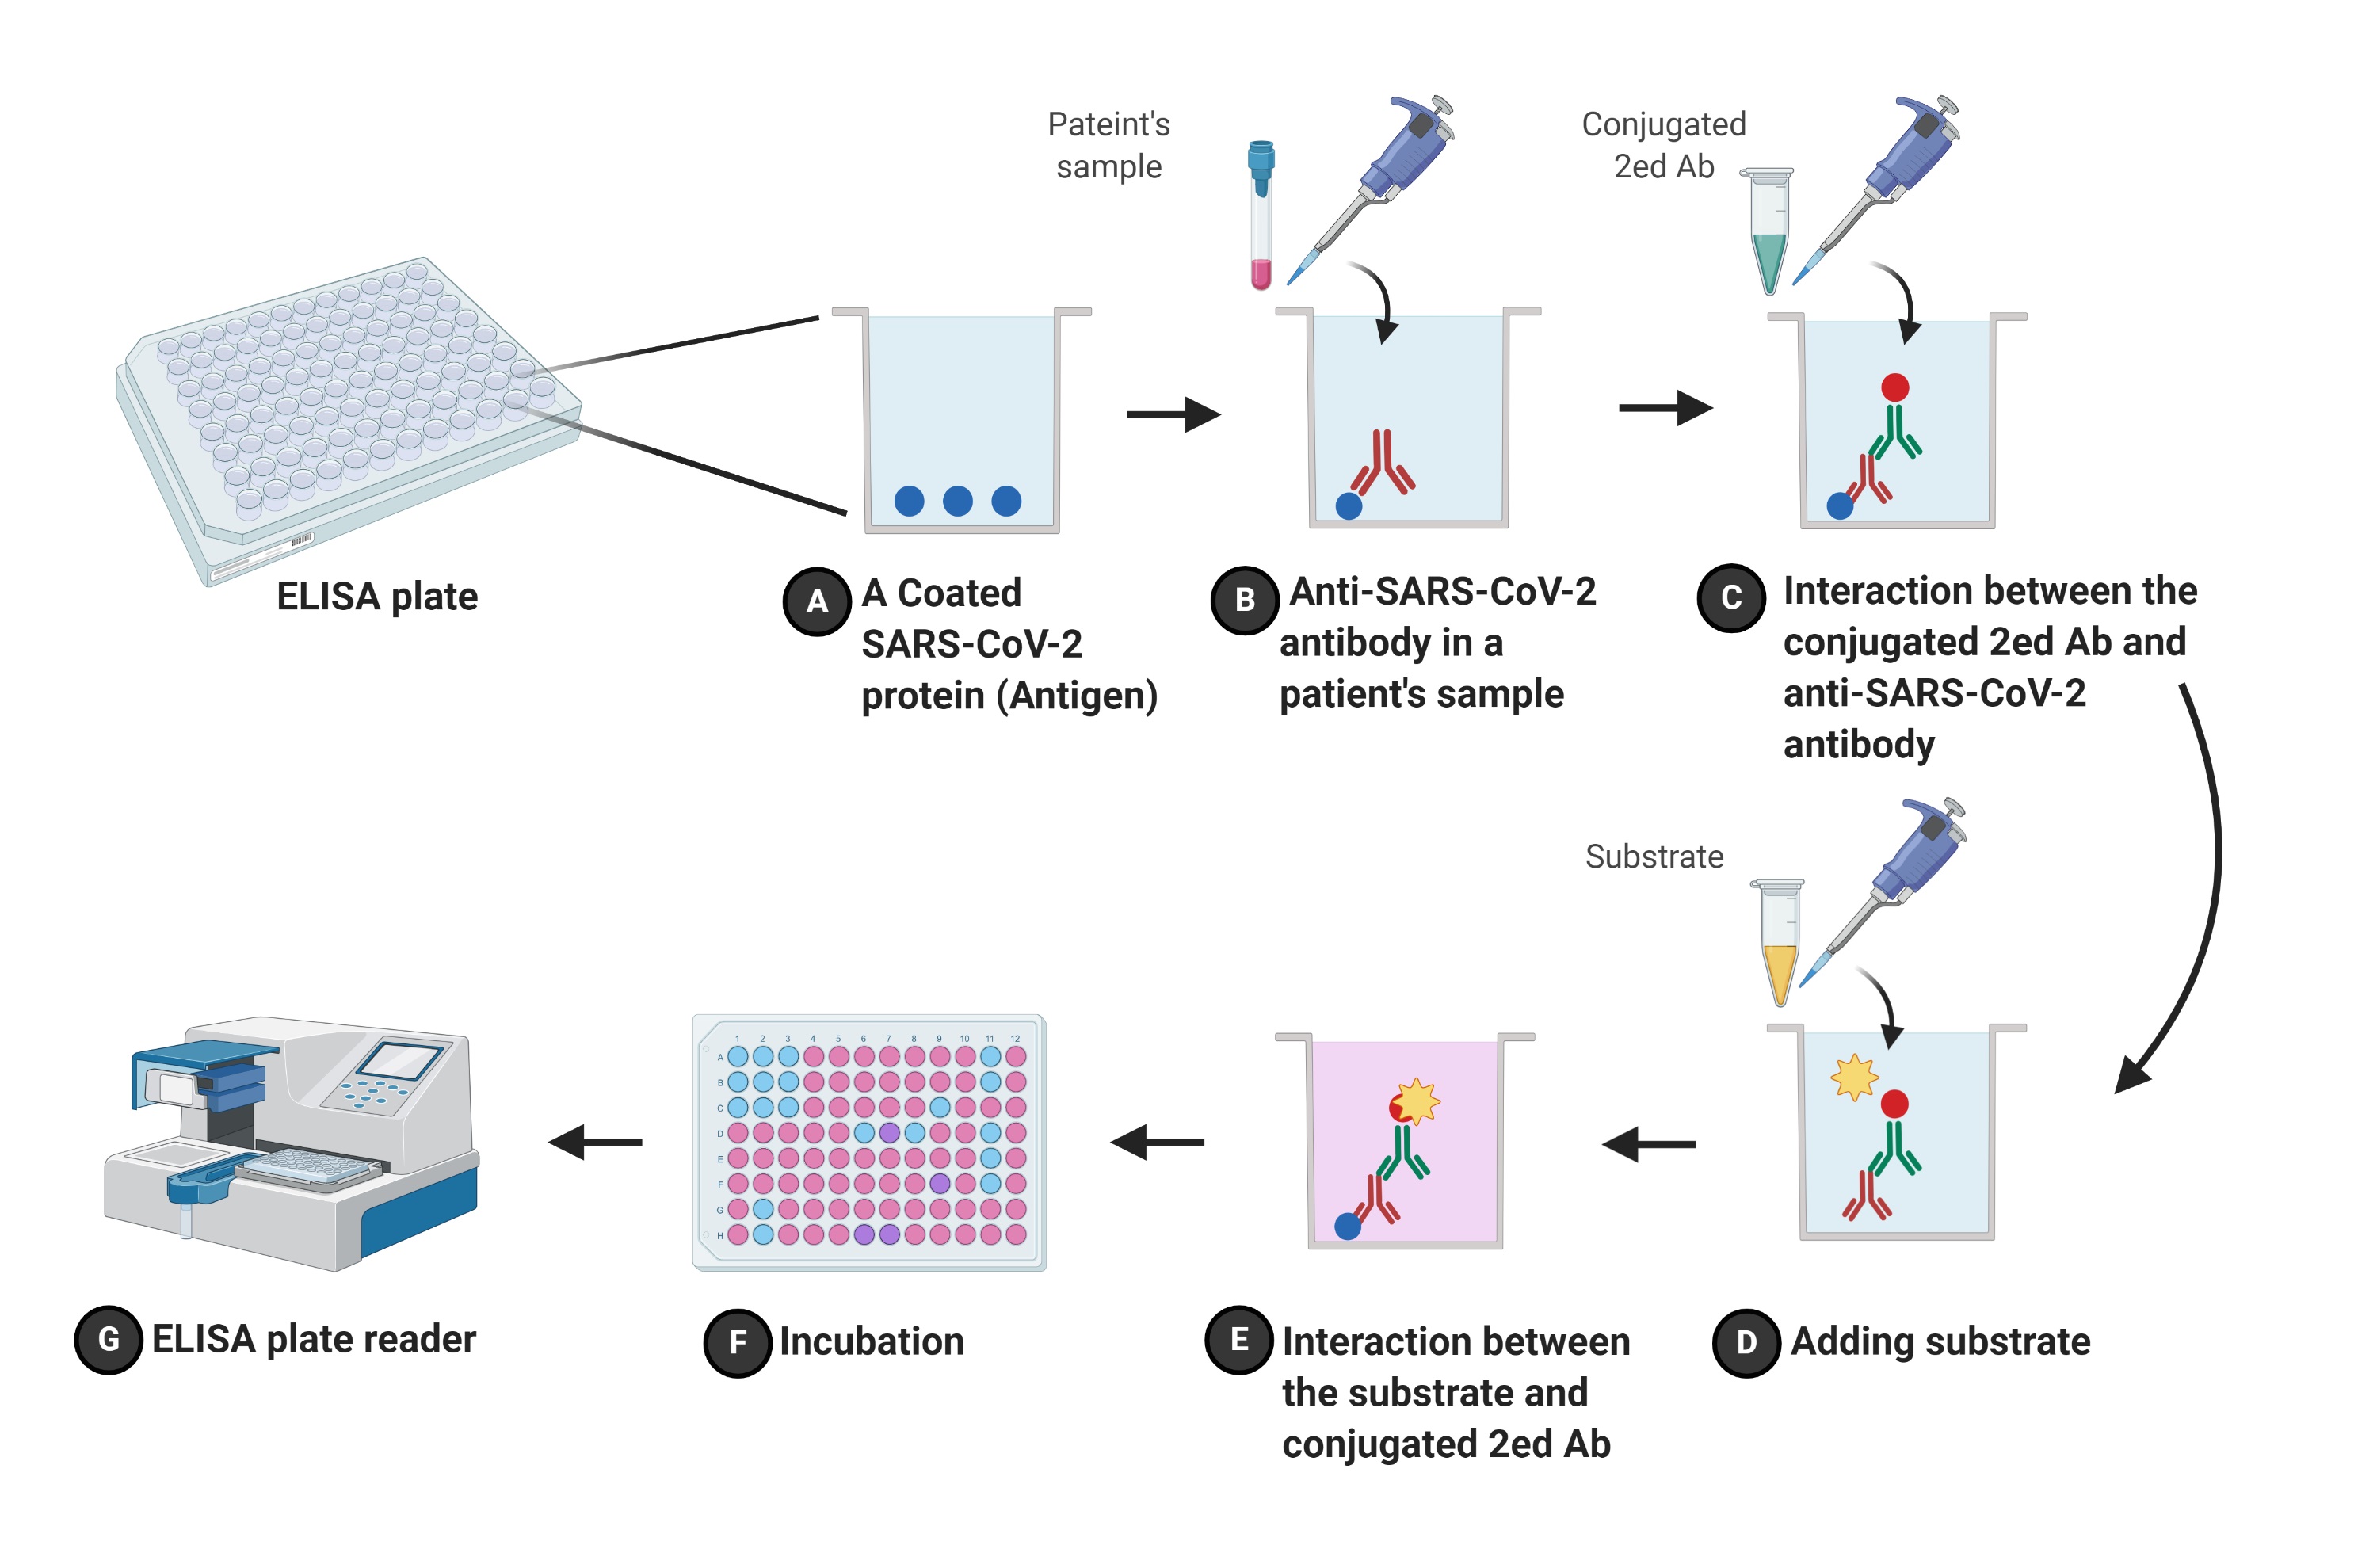 Pateint's
sample
Conjugated
2ed Ab
ELISA plate
A
A Coated
SARS-CoV-2
protein (Antigen)
B
Anti-SARS-CoV-2
antibody in a
patient's sample
C
Interaction between the
conjugated 2ed Ab and
anti-SARS-CoV-2
antibody
Substrate
1 2 3 4 5 6 7 8 9 10 11 12
A
B
C
D
E
F
G
H
G
ELISA plate reader
F
Incubation
E
Interaction between
the substrate and
conjugated 2ed Ab
D
Adding substrate